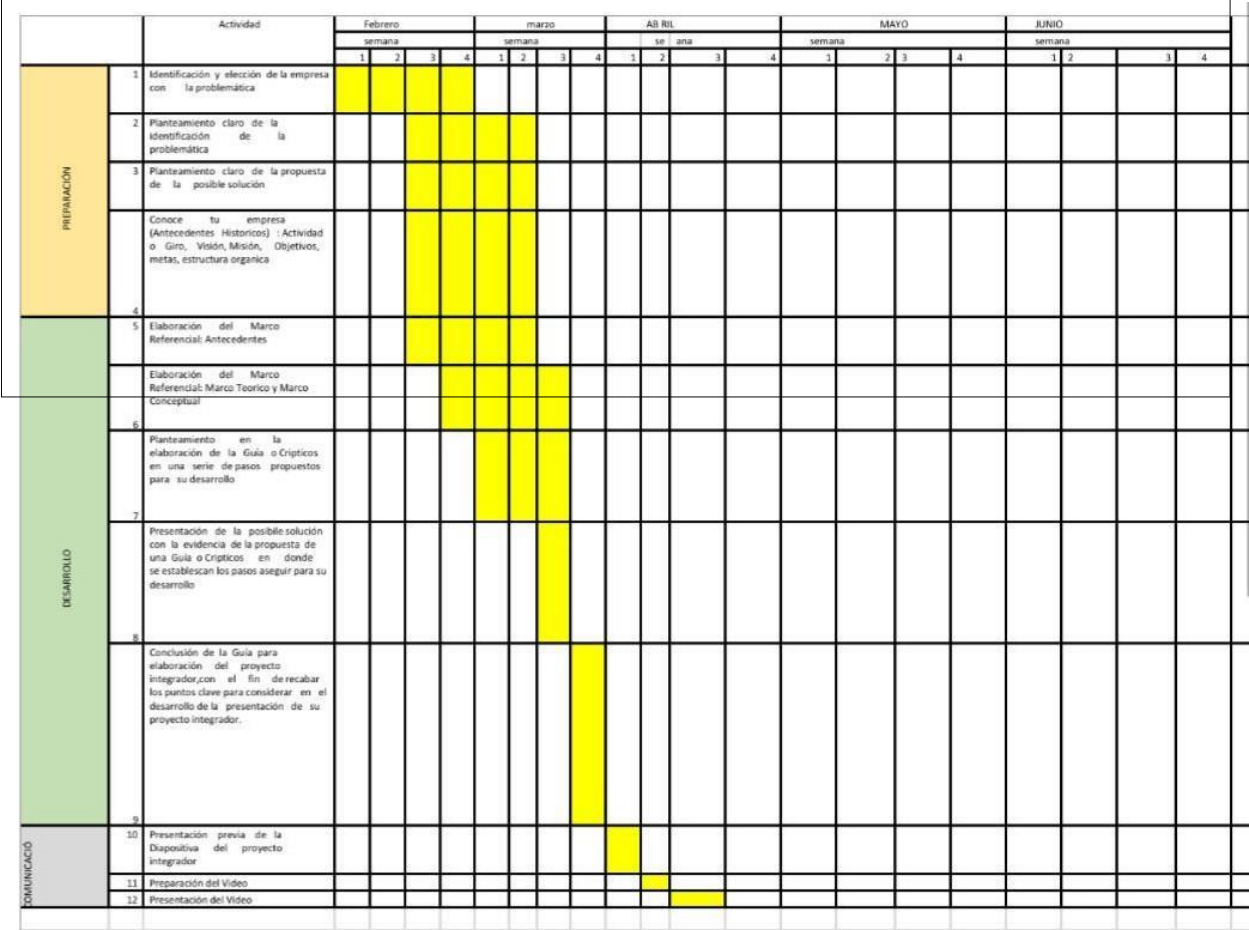 Actividad Febrero marzo AB RIL MAYO JUNIO
semana semana se ana semana semana
1 2 3 4 1 2 3 4 1 2 3 4 1 2 3 4 1 2 3 4
PREPARACIÓN
1 Identificación y elección de la empresa
con la problemática
2 Planteamiento claro de la
identificación de la
problemática
3 Planteamiento claro de la propuesta
de la posible solución
Conoce tu empresa
(Antecedentes Historicos) : Actividad
o Giro, Visión, Misión, Objetivos,
metas, estructura organica
4
DESARROLLO
5 Elaboración del Marco
Referencial: Antecedentes
Elaboración del Marco
Referencial: Marco Teorico y Marco
Conceptual
6
Planteamiento en la
elaboración de la Guia o Cripticos
en una serie de pasos propuestos
para su desarrollo
7
Presentación de la posibile solución
con la evidencia de la propuesta de
una Guia o Cripticos en donde
se establescan los pasos aseguir para su
desarrollo
8
Conclusión de la Guía para
elaboración del proyecto
integrador,con el fin de recabar
los puntos clave para considerar en el
desarrollo de la presentación de su
proyecto integrador.
9
OMUNICACIÓ
10 Presentación previa de la
Diapositiva del proyecto
integrador
11 Preparación del Video
12 Presentación del Video